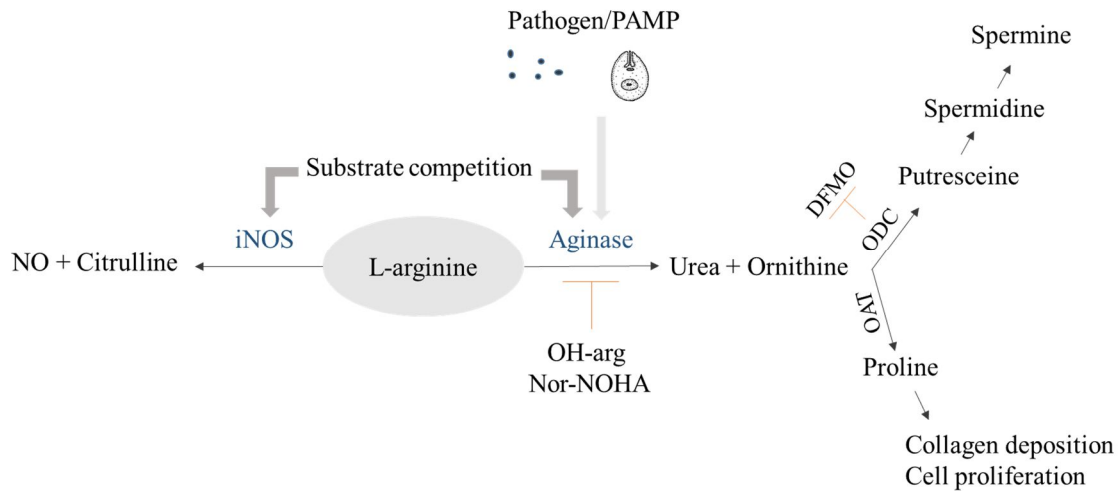 Pathogen/PAMP
Spermine
Spermidine
Substrate competition
Putresceine
DFMO
ODC
iNOS
Aginase
NO + Citrulline
L-arginine
Urea + Ornithine
OAT
OH-arg
Nor-NOHA
Proline
Collagen deposition
Cell proliferation